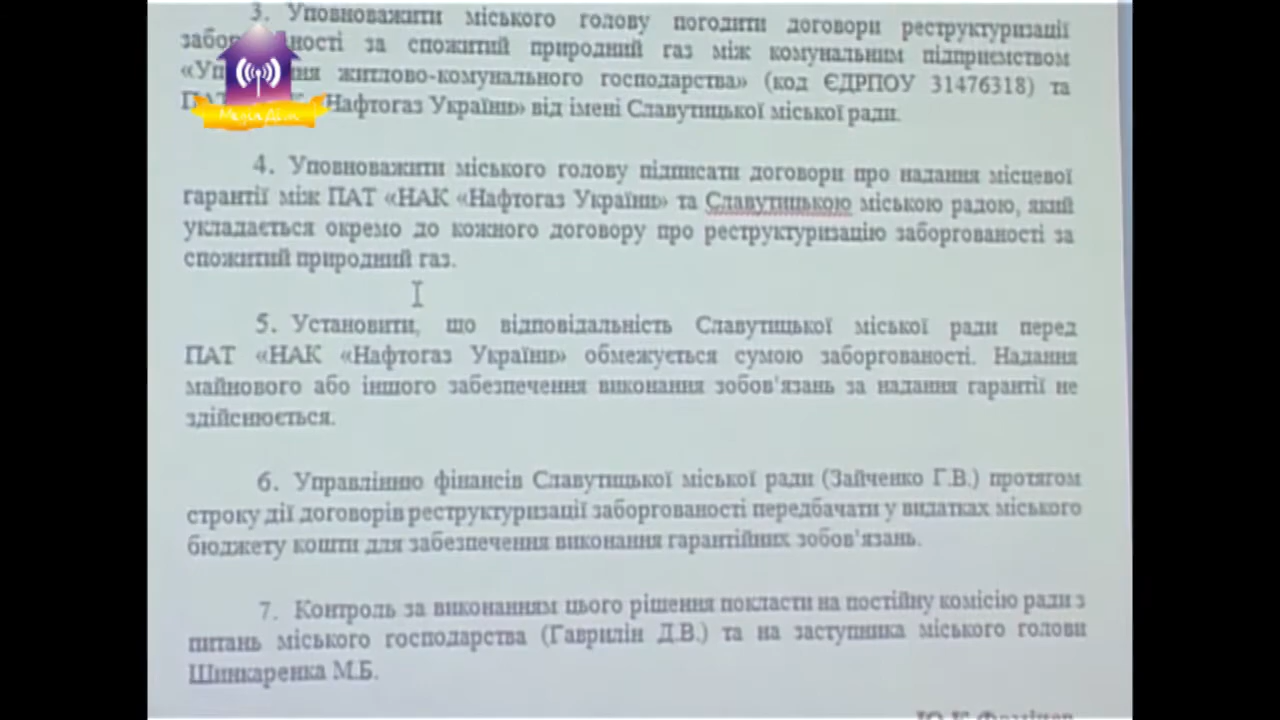 3. Уповноважити міського голову погодити договори реструктуризації
за спожитий природний газ між комунальним підприємством
житлово-комунального господарства» (код ЄДРПОУ 31476318) та
«Нафтогаз України» від імені Славутицької міської ради.
4. Уповноважити міського голову підписати договори про надання місцевої
гарантії між ПАТ «НАК «Нафтогаз України» та Славутицькою міською радою, який
укладається окремо до кожного договору про реструктуризацію заборгованості за
спожитий природний газ.
5. Установити, що відповідальність Славутицької міської ради перед
ПАТ «НАК «Нафтогаз України» обмежується сумою заборгованості. Надання
майнового або іншого забезпечення виконання зобов'язань за надання гарантії не
здійснюється.
6. Управлінню фінансів Славутицької міської ради (Зайченко Г.В.) протягом
строку дії договорів реструктуризації заборгованості передбачати у видатках міського
бюджету кошти для забезпечення виконання гарантійних зобов'язань.
7. Контроль за виконанням цього рішення покласти на постійну комісію ради з
питань міського господарства (Гаврилін Д.В.) та на заступника міського голови
Шинкаренка М.Б.
Медіа Дім